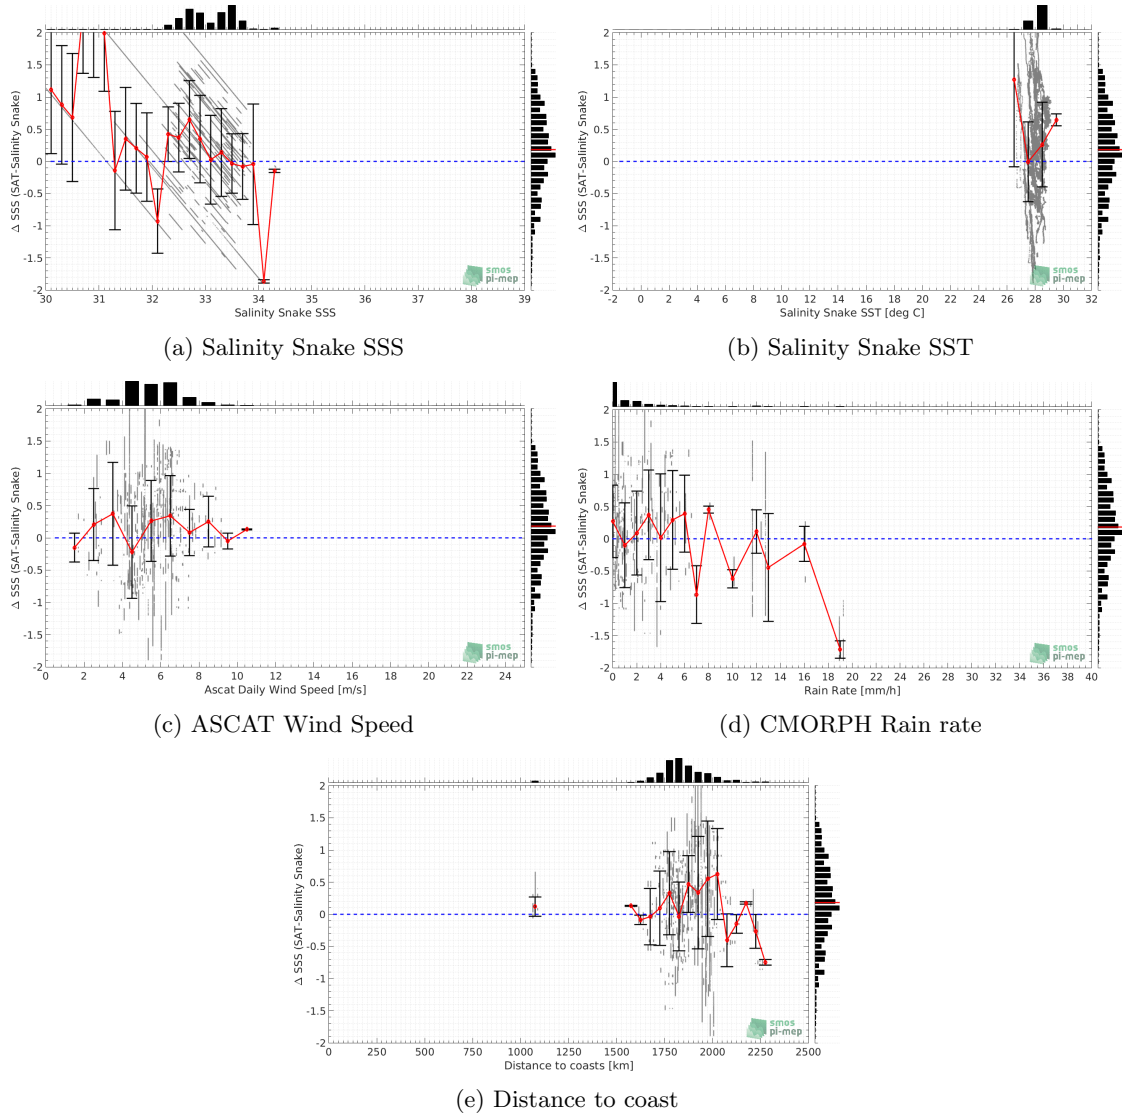 2
1.5
1
0.5
0
-0.5
-1
-1.5
-2
Δ SSS (SAT-Salinity Snake)
30 31 32 33 34 35 36 37 38 39
Salinity Snake SSS
smos
pi-mep
(a) Salinity Snake SSS
2
1.5
1
0.5
0
-0.5
-1
-1.5
-2
Δ SSS (SAT-Salinity Snake)
-2 0 2 4 6 8 10 12 14 16 18 20 22 24 26 28 30 32
Salinity Snake SST [deg C]
smos
pi-mep
(b) Salinity Snake SST
2
1.5
1
0.5
0
-0.5
-1
-1.5
-2
Δ SSS (SAT-Salinity Snake)
0 2 4 6 8 10 12 14 16 18 20 22 24
Ascat Daily Wind Speed [m/s]
smos
pi-mep
(c) ASCAT Wind Speed
2
1.5
1
0.5
0
-0.5
-1
-1.5
-2
Δ SSS (SAT-Salinity Snake)
0 2 4 6 8 10 12 14 16 18 20 22 24 26 28 30 32 34 36 38 40
Rain Rate [mm/h]
smos
pi-mep
(d) CMORPH Rain rate
2
1.5
1
0.5
0
-0.5
-1
-1.5
-2
Δ SSS (SAT-Salinity Snake)
0 250 500 750 1000 1250 1500 1750 2000 2250 2500
Distance to coasts [km]
smos
pi-mep
(e) Distance to coast